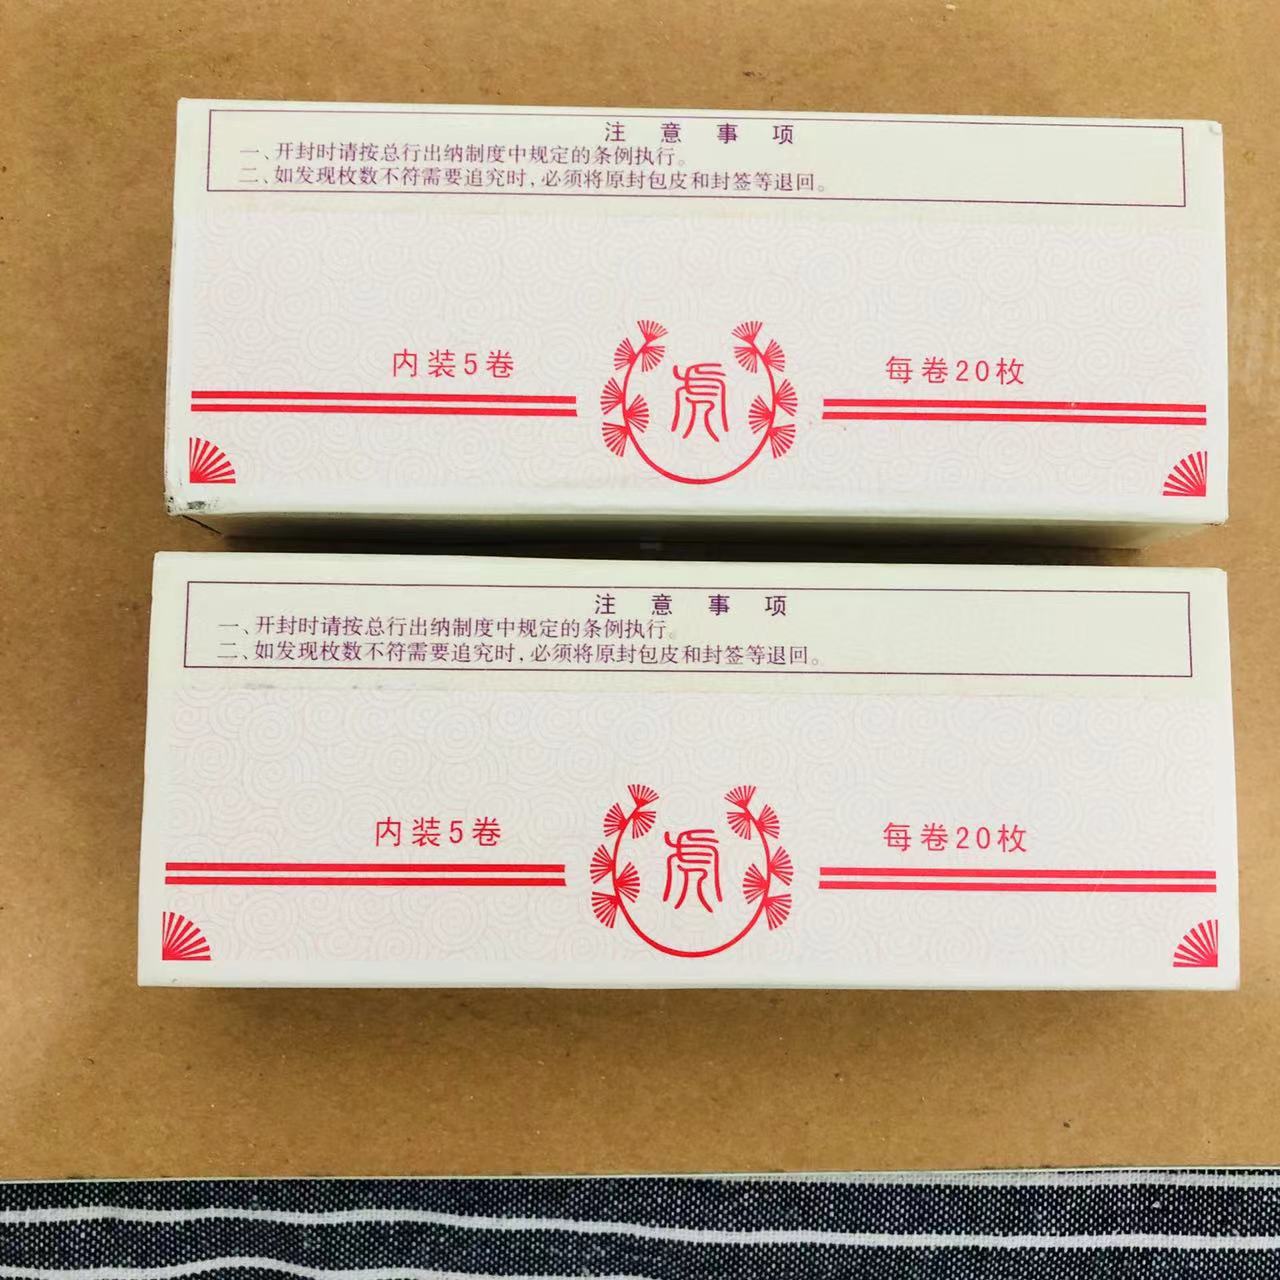 注意事项
一、开封时请按总行出纳制度中规定的条例执行。
二、如发现枚数不符需要追究时,必须将原封包皮和封签等退回。
内装5卷
虎
每卷20枚
注意事项
一、开封时请按总行出纳制度中规定的条例执行。
二、如发现枚数不符需要追究时,必须将原封包皮和封签等退回。
内装5卷
虎
每卷20枚